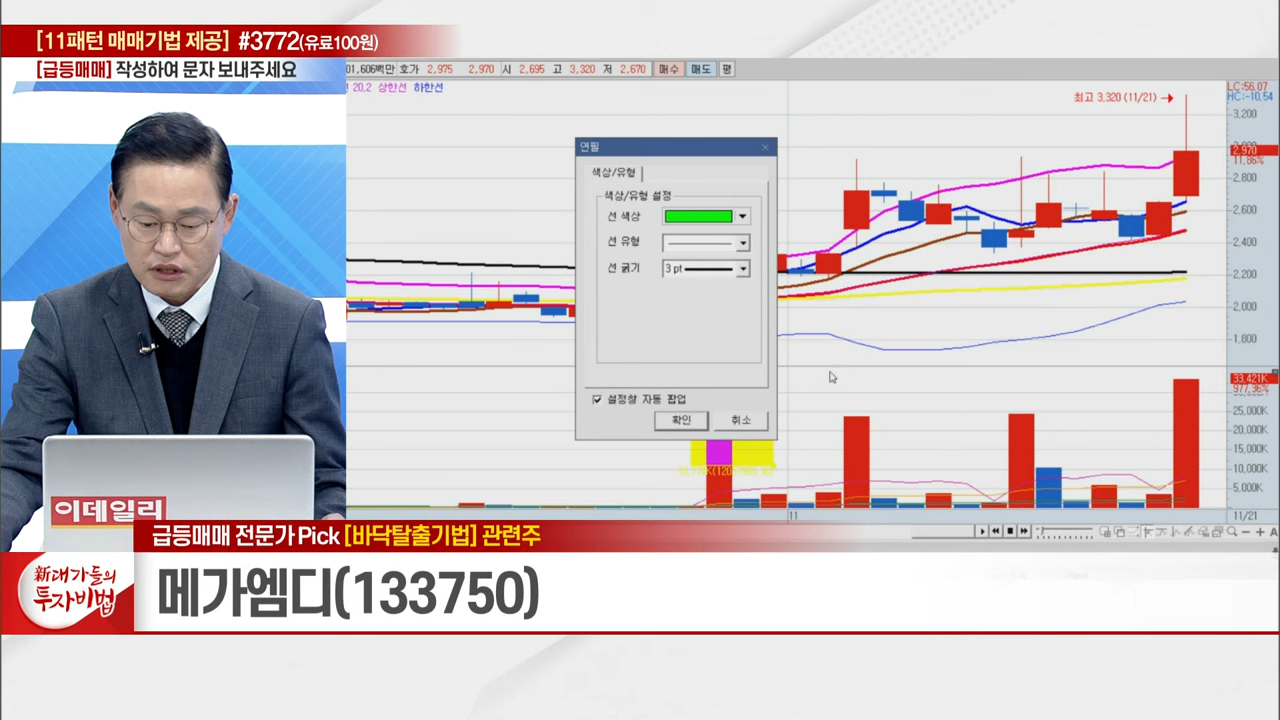 [11패턴 매매기법 제공] #3772(유료100원)
[급등매매] 작성하여 문자 보내주세요
01,606백만 호가 2,975 2,970 시 2,695 고 3,320 저 2,670 매수 매도 평
20,2 상한선 하한선
최고 3,320 (11/21)
LC:56.07
HC:-10.54
3,200
2,970
11.86%
2,800
2,600
2,400
2,200
2,000
1,800
연필
색상/유형
색상/유형 설정
선 색상
선 유형
선 굵기 3 pt
설정창 자동 팝업
확인 취소
33,421K
977.36%
25,000K
20,000K
15,000K
10,000K
5,000K
11
11/21
이데일리
급등매매 전문가 Pick [바닥탈출기법] 관련주
新대가들의
투자비법
메가엠디(133750)